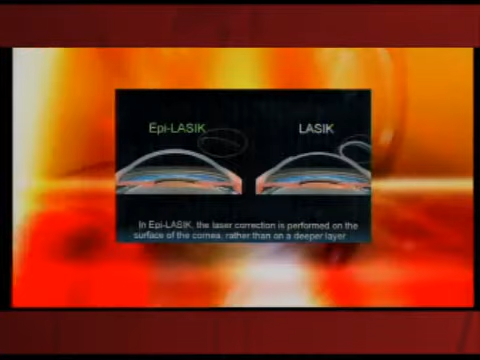 Epi-LASIK
LASIK
In Epi-LASIK, the laser correction is performed on the
surface of the cornea, rather than on a deeper layer